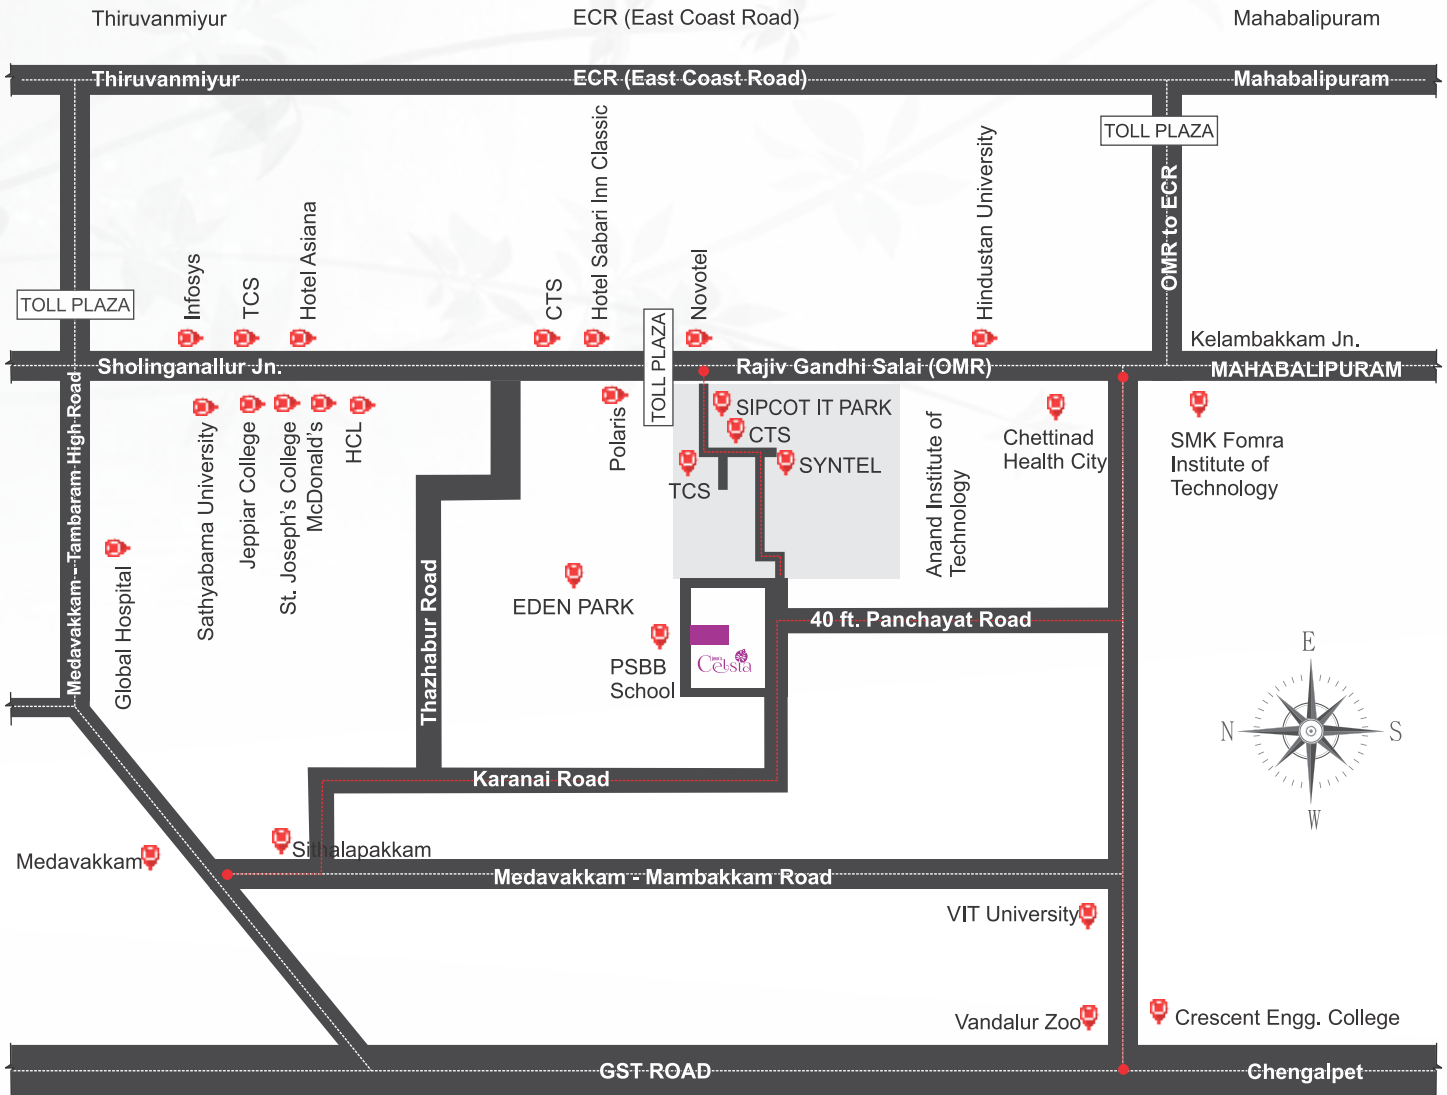 Thiruvanmiyur
ECR (East Coast Road)
Mahabalipuram
Thiruvanmiyur
ECR (East Coast Road)
Mahabalipuram
TOLL PLAZA
OMR to ECR
TOLL PLAZA
Infosys
TCS
Hotel Asiana
CTS
Hotel Sabari Inn Classic
TOLL PLAZA
Novotel
Hindustan University
Kelambakkam Jn.
Sholinganallur Jn.
Rajiv Gandhi Salai (OMR)
MAHABALIPURAM
Medavakkam - Tambaram High Road
Global Hospital
Sathyabama University
Jeppiar College
St. Joseph's College
McDonald's
HCL
Thazhabur Road
Polaris
SIPCOT IT PARK
CTS
SYNTEL
TCS
Anand Institute of
Technology
Chettinad
Health City
SMK Fomra
Institute of
Technology
EDEN PARK
PSBB
School
Celsia
40 ft. Panchayat Road
E
N
S
W
Karanai Road
Medavakkam
Sithalapakkam
Medavakkam - Mambakkam Road
VIT University
Vandalur Zoo
Crescent Engg. College
GST ROAD
Chengalpet